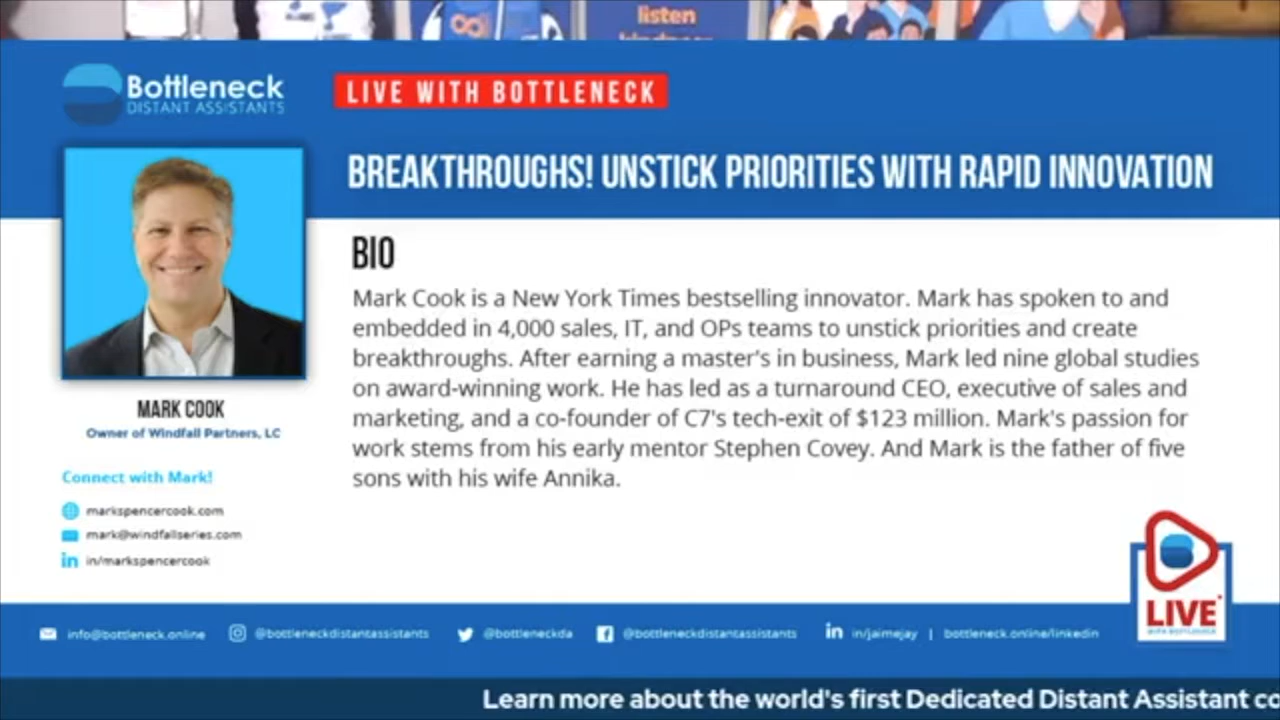 listen
Bottleneck
DISTANT ASSISTANTS
LIVE WITH BOTTLENECK
BREAKTHROUGHS! UNSTICK PRIORITIES WITH RAPID INNOVATION
BIO
Mark Cook is a New York Times bestselling innovator. Mark has spoken to and
embedded in 4,000 sales, IT, and OPs teams to unstick priorities and create
breakthroughs. After earning a master's in business, Mark led nine global studies
on award-winning work. He has led as a turnaround CEO, executive of sales and
marketing, and a co-founder of C7's tech-exit of $123 million. Mark's passion for
work stems from his early mentor Stephen Covey. And Mark is the father of five
sons with his wife Annika.
MARK COOK
Owner of Windfall Partners, LC
Connect with Mark!
markspencercook.com
mark@windfallseries.com
in/markspencercook
LIVE
WITH BOTTLENECK
info@bottleneck.online @bottleneckdistantassistants @bottleneckda @bottleneckdistantassistants in/jaimejay | bottleneck.online/linkedin
Learn more about the world's first Dedicated Distant Assistant co